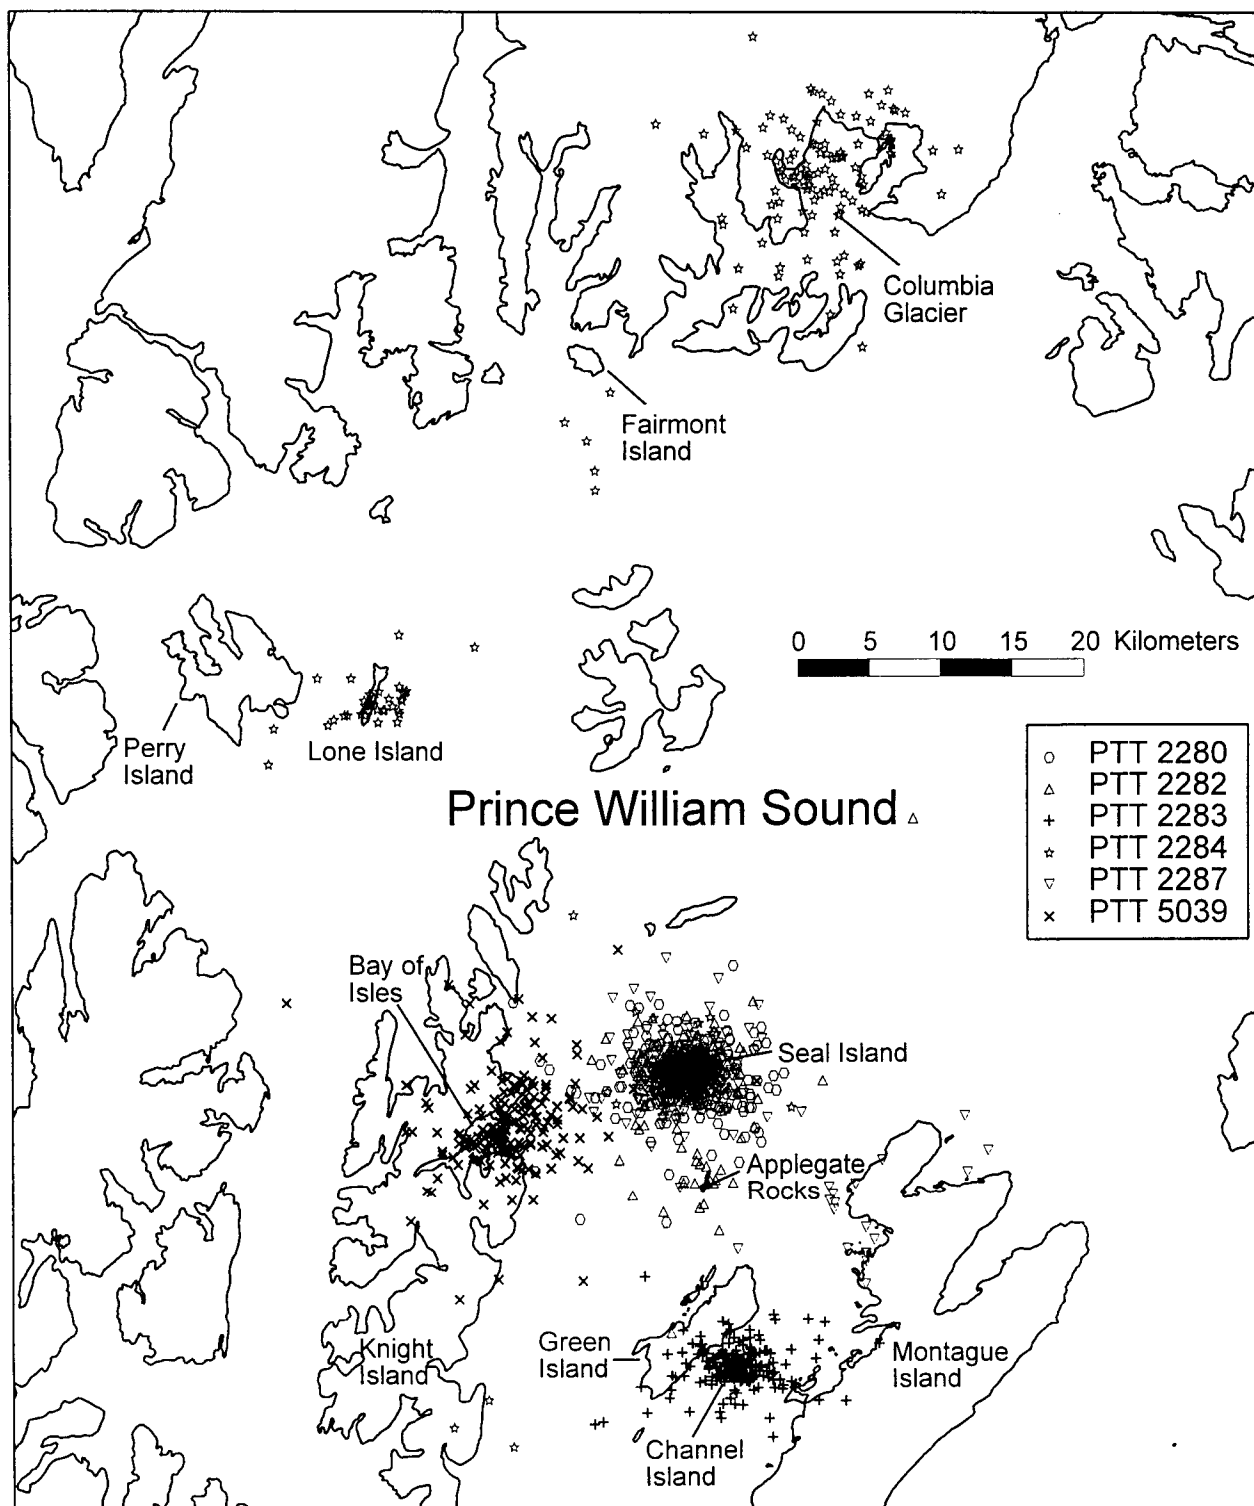 Columbia
Glacier
Fairmont
Island
0 5 10 15 20 Kilometers
Perry
Island
Lone Island
PTT 2280
PTT 2282
PTT 2283
PTT 2284
PTT 2287
PTT 5039
Prince William Sound
Bay of
Isles
Seal Island
Applegate
Rocks
Knight
Island
Green
Island
Montague
Island
Channel
Island